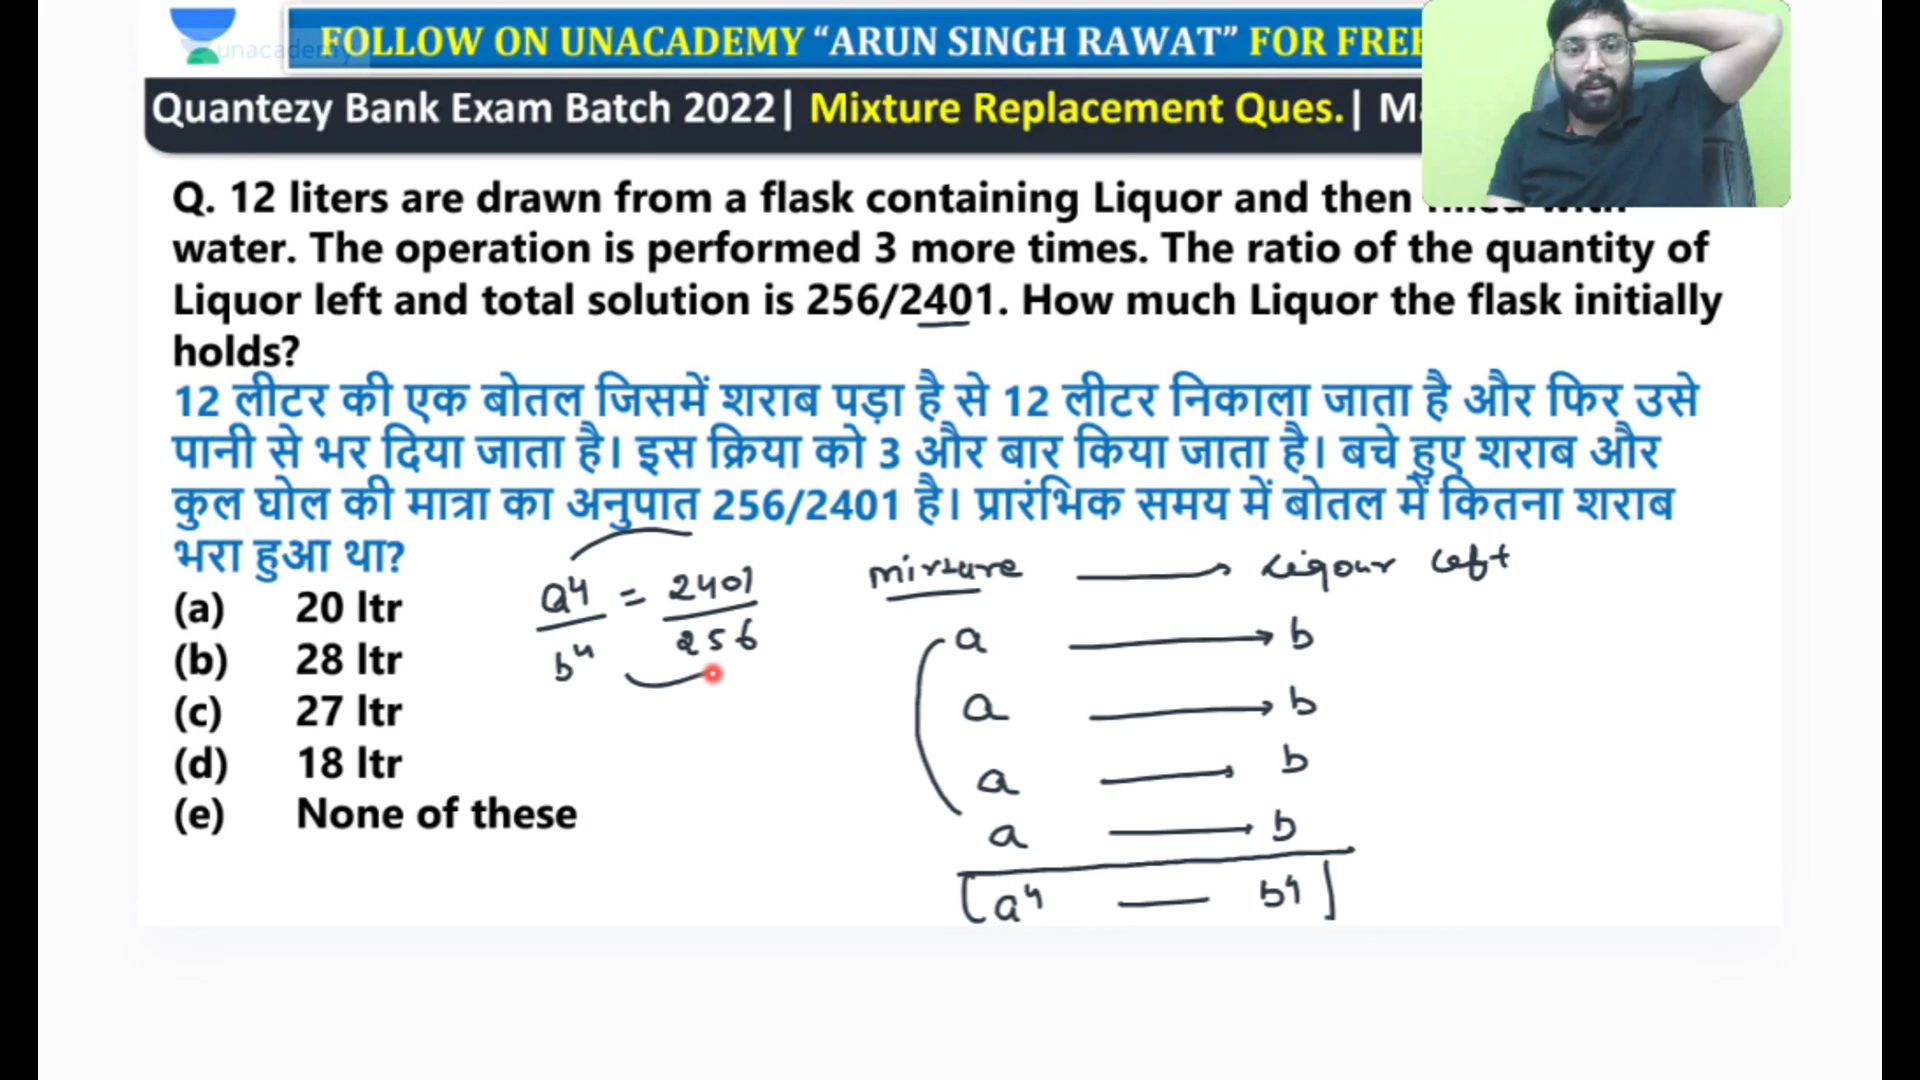 unacademy
FOLLOW ON UNACADEMY “ARUN SINGH RAWAT” FOR FREE
Quantezy Bank Exam Batch 2022| Mixture Replacement Ques.| Ma
Q. 12 liters are drawn from a flask containing Liquor and then filled with
water. The operation is performed 3 more times. The ratio of the quantity of
Liquor left and total solution is 256/2401. How much Liquor the flask initially
holds?
12 लीटर की एक बोतल जिसमें शराब पड़ा है से 12 लीटर निकाला जाता है और फिर उसे
पानी से भर दिया जाता है। इस क्रिया को 3 और बार किया जाता है। बचे हुए शराब और
कुल घोल की मात्रा का अनुपात 256/2401 है। प्रारंभिक समय में बोतल में कितना शराब
भरा हुआ था?
(a) 20 ltr
(b) 28 ltr
(c) 27 ltr
(d) 18 ltr
(e) None of these
a⁴/b⁴ = 2401/256
mixture → Liqour left
a → b
a → b
a → b
a → b
[a⁴ — b⁴]